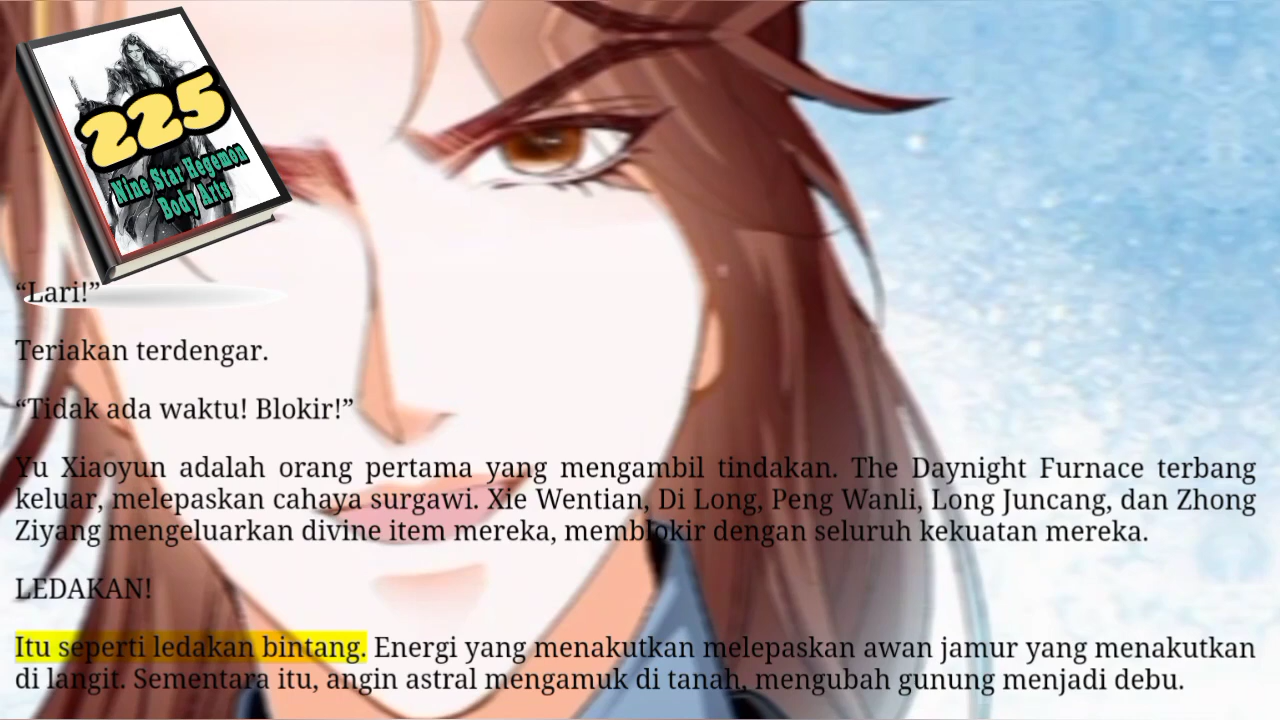 225
Nine Star Hegemon
Body Arts
“Lari!”
Teriakan terdengar.
“Tidak ada waktu! Blokir!”
Yu Xiaoyun adalah orang pertama yang mengambil tindakan. The Daynight Furnace terbang
keluar, melepaskan cahaya surgawi. Xie Wentian, Di Long, Peng Wanli, Long Juncang, dan Zhong
Ziyang mengeluarkan divine item mereka, memblokir dengan seluruh kekuatan mereka.
LEDAKAN!
Itu seperti ledakan bintang. Energi yang menakutkan melepaskan awan jamur yang menakutkan
di langit. Sementara itu, angin astral mengamuk di tanah, mengubah gunung menjadi debu.